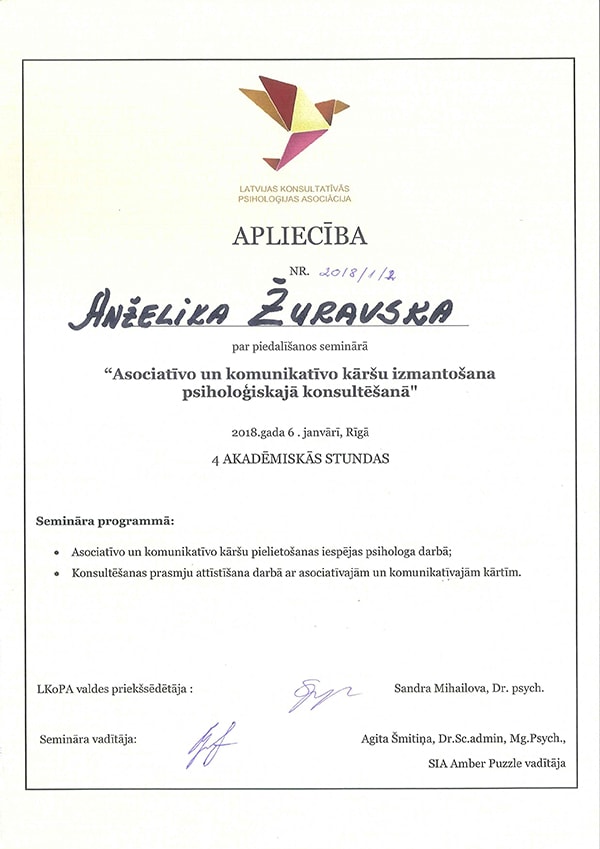 LATVIJAS KONSULTATĪVĀS
PSIHOLOĢIJAS ASOCIĀCIJA
APLIECĪBA
NR. 2018/1/2
ANŽELIKA ŽURAVSKA
par piedalīšanos seminārā
“Asociatīvo un komunikatīvo kāršu izmantošana
psiholoģiskajā konsultēšanā"
2018.gada 6 . janvārī, Rīgā
4 AKADĒMISKĀS STUNDAS
Semināra programmā:
• Asociatīvo un komunikatīvo kāršu pielietošanas iespējas psihologa darbā;
• Konsultēšanas prasmju attīstīšana darbā ar asociatīvajām un komunikatīvajām kārtīm.
LKoPA valdes priekšsēdētāja : Sandra Mihailova, Dr. psych.
Semināra vadītāja: Agita Šmitiņa, Dr.Sc.admin, Mg.Psych.,
SIA Amber Puzzle vadītāja